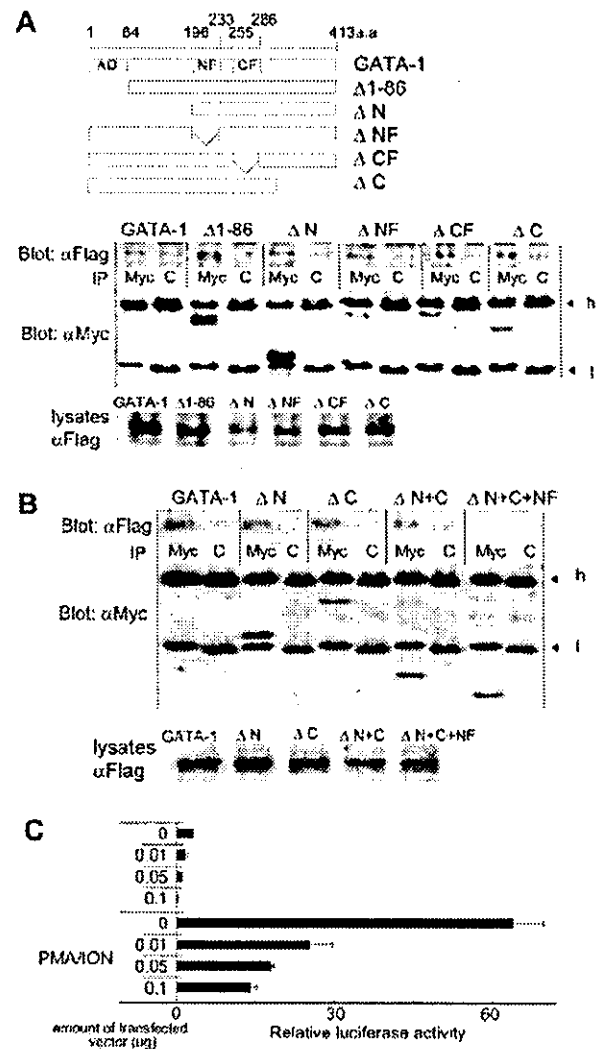 A
233 286
1 84 198 255 413a.a
AD NF CF GATA-1
Δ1-86
Δ N
Δ NF
Δ CF
Δ C
GATA-1 Δ1-86 Δ N Δ NF Δ CF Δ C
Blot: αFlag
IP Myc C Myc C Myc C Myc C Myc C Myc C
h
Blot: αMyc
l
GATA-1 Δ1-86 Δ N Δ NF Δ CF Δ C
lysates
αFlag
B
GATA-1 Δ N Δ C Δ N+C Δ N+C+NF
Blot: αFlag
IP Myc C Myc C Myc C Myc C Myc C
h
Blot: αMyc
l
GATA-1 Δ N Δ C Δ N+C Δ N+C+NF
lysates
αFlag
C
0
0.01
0.05
0.1
0
0.01
PMA/ION
0.05
0.1
0 30 60
amount of transfected
vector (µg)
Relative luciferase activity